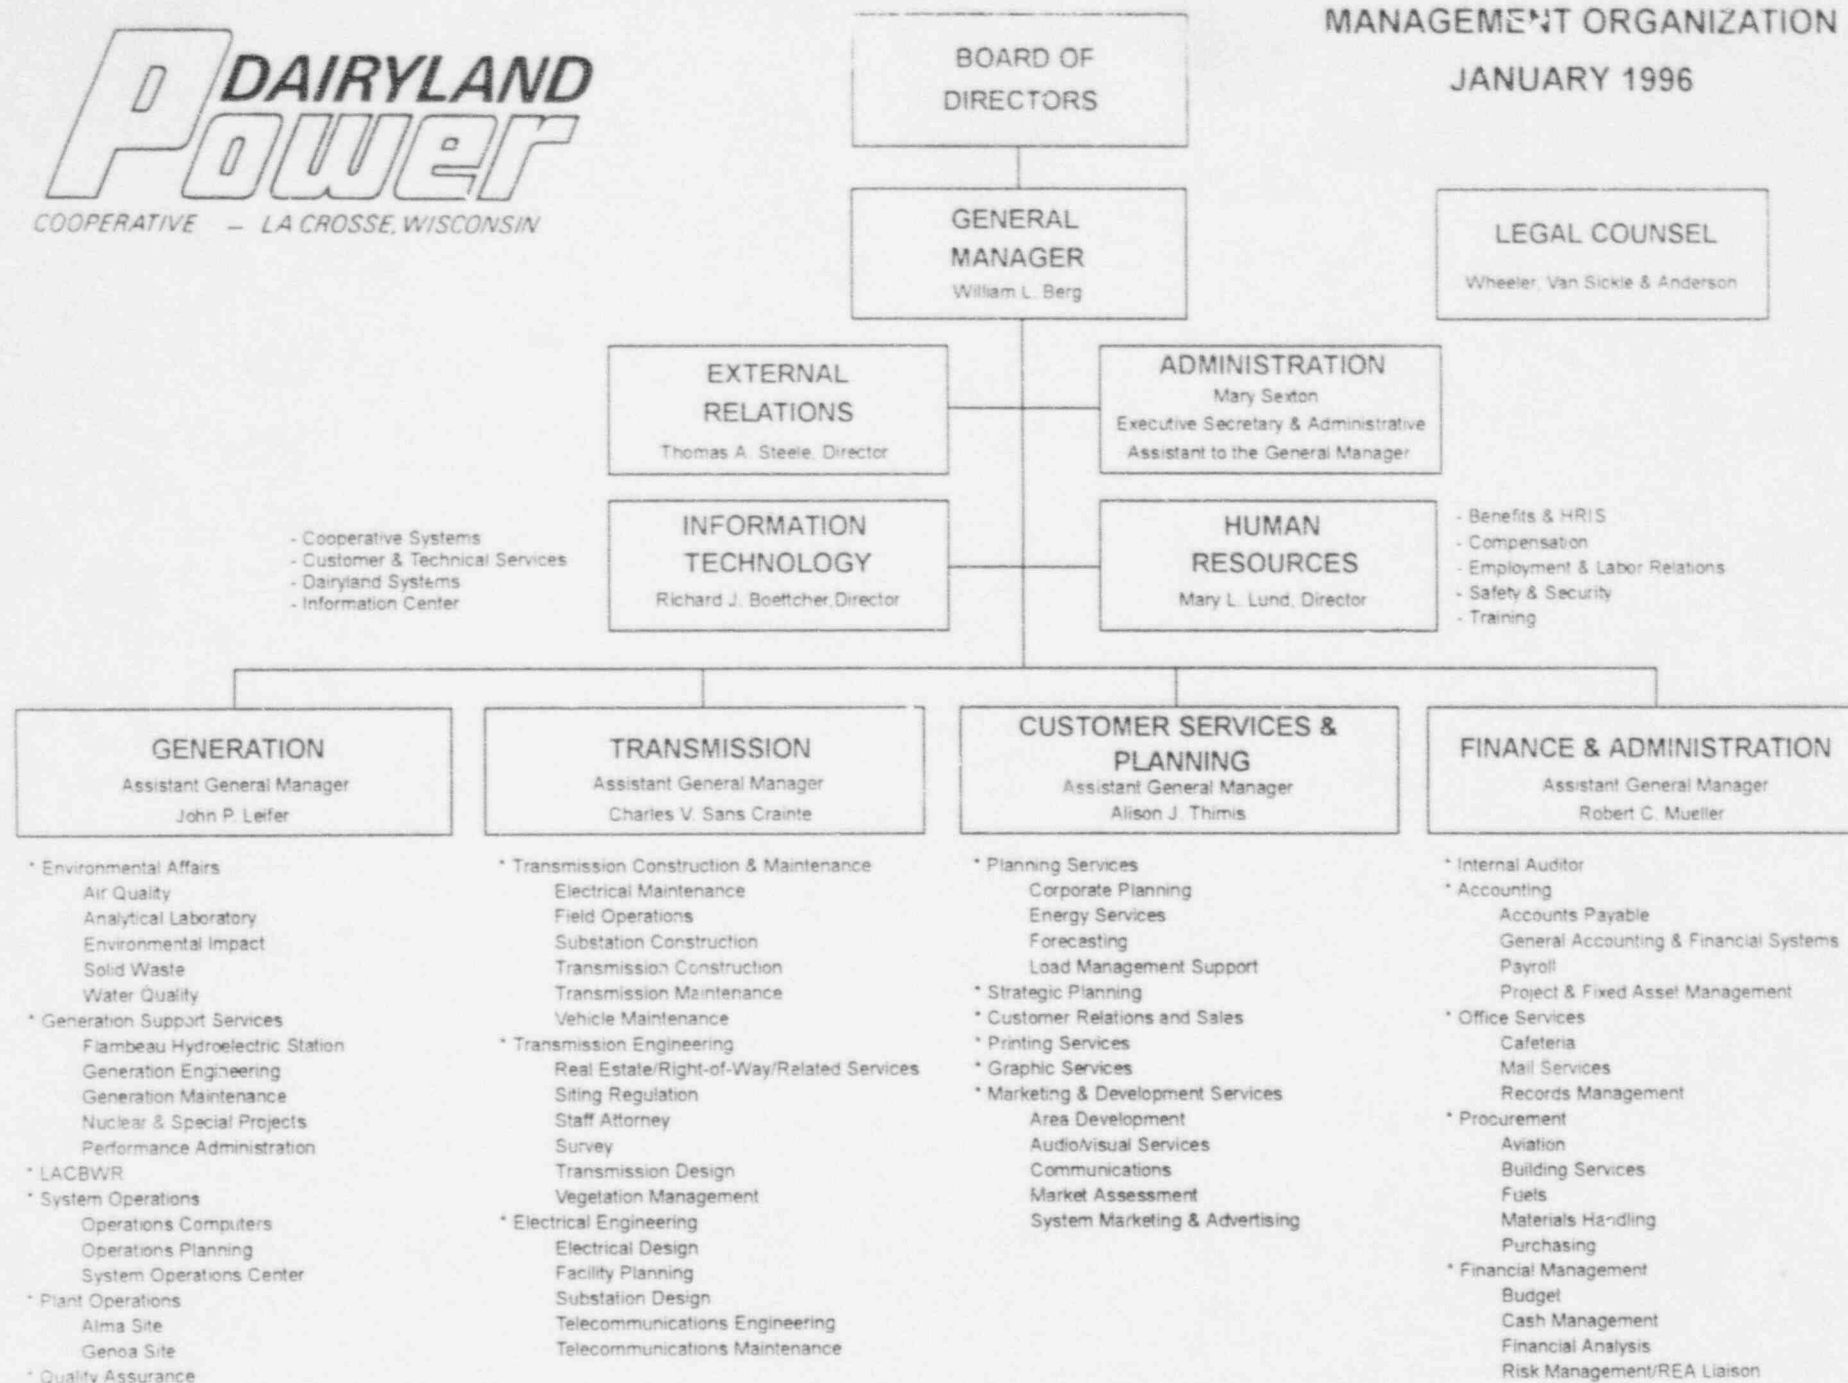 DAIRYLAND
Power
COOPERATIVE – LA CROSSE, WISCONSIN
MANAGEMENT ORGANIZATION
JANUARY 1996
BOARD OF
DIRECTORS
GENERAL
MANAGER
William L. Berg
LEGAL COUNSEL
Wheeler, Van Sickle & Anderson
EXTERNAL
RELATIONS
Thomas A. Steele, Director
ADMINISTRATION
Mary Sexton
Executive Secretary & Administrative
Assistant to the General Manager
- Cooperative Systems
- Customer & Technical Services
- Dairyland Systems
- Information Center
INFORMATION
TECHNOLOGY
Richard J. Boettcher, Director
HUMAN
RESOURCES
Mary L. Lund, Director
- Benefits & HRIS
- Compensation
- Employment & Labor Relations
- Safety & Security
- Training
GENERATION
Assistant General Manager
John P. Leifer
* Environmental Affairs
Air Quality
Analytical Laboratory
Environmental Impact
Solid Waste
Water Quality
* Generation Support Services
Flambeau Hydroelectric Station
Generation Engineering
Generation Maintenance
Nuclear & Special Projects
Performance Administration
* LACBWR
* System Operations
Operations Computers
Operations Planning
System Operations Center
* Plant Operations
Alma Site
Genoa Site
* Quality Assurance
TRANSMISSION
Assistant General Manager
Charles V. Sans Crainte
* Transmission Construction & Maintenance
Electrical Maintenance
Field Operations
Substation Construction
Transmission Construction
Transmission Maintenance
Vehicle Maintenance
* Transmission Engineering
Real Estate/Right-of-Way/Related Services
Siting Regulation
Staff Attorney
Survey
Transmission Design
Vegetation Management
* Electrical Engineering
Electrical Design
Facility Planning
Substation Design
Telecommunications Engineering
Telecommunications Maintenance
CUSTOMER SERVICES &
PLANNING
Assistant General Manager
Alison J. Thimis
* Planning Services
Corporate Planning
Energy Services
Forecasting
Load Management Support
* Strategic Planning
* Customer Relations and Sales
* Printing Services
* Graphic Services
* Marketing & Development Services
Area Development
Audio/visual Services
Communications
Market Assessment
System Marketing & Advertising
FINANCE & ADMINISTRATION
Assistant General Manager
Robert C. Mueller
* Internal Auditor
* Accounting
Accounts Payable
General Accounting & Financial Systems
Payroll
Project & Fixed Asset Management
* Office Services
Cafeteria
Mail Services
Records Management
* Procurement
Aviation
Building Services
Fuels
Materials Handling
Purchasing
* Financial Management
Budget
Cash Management
Financial Analysis
Risk Management/REA Liaison